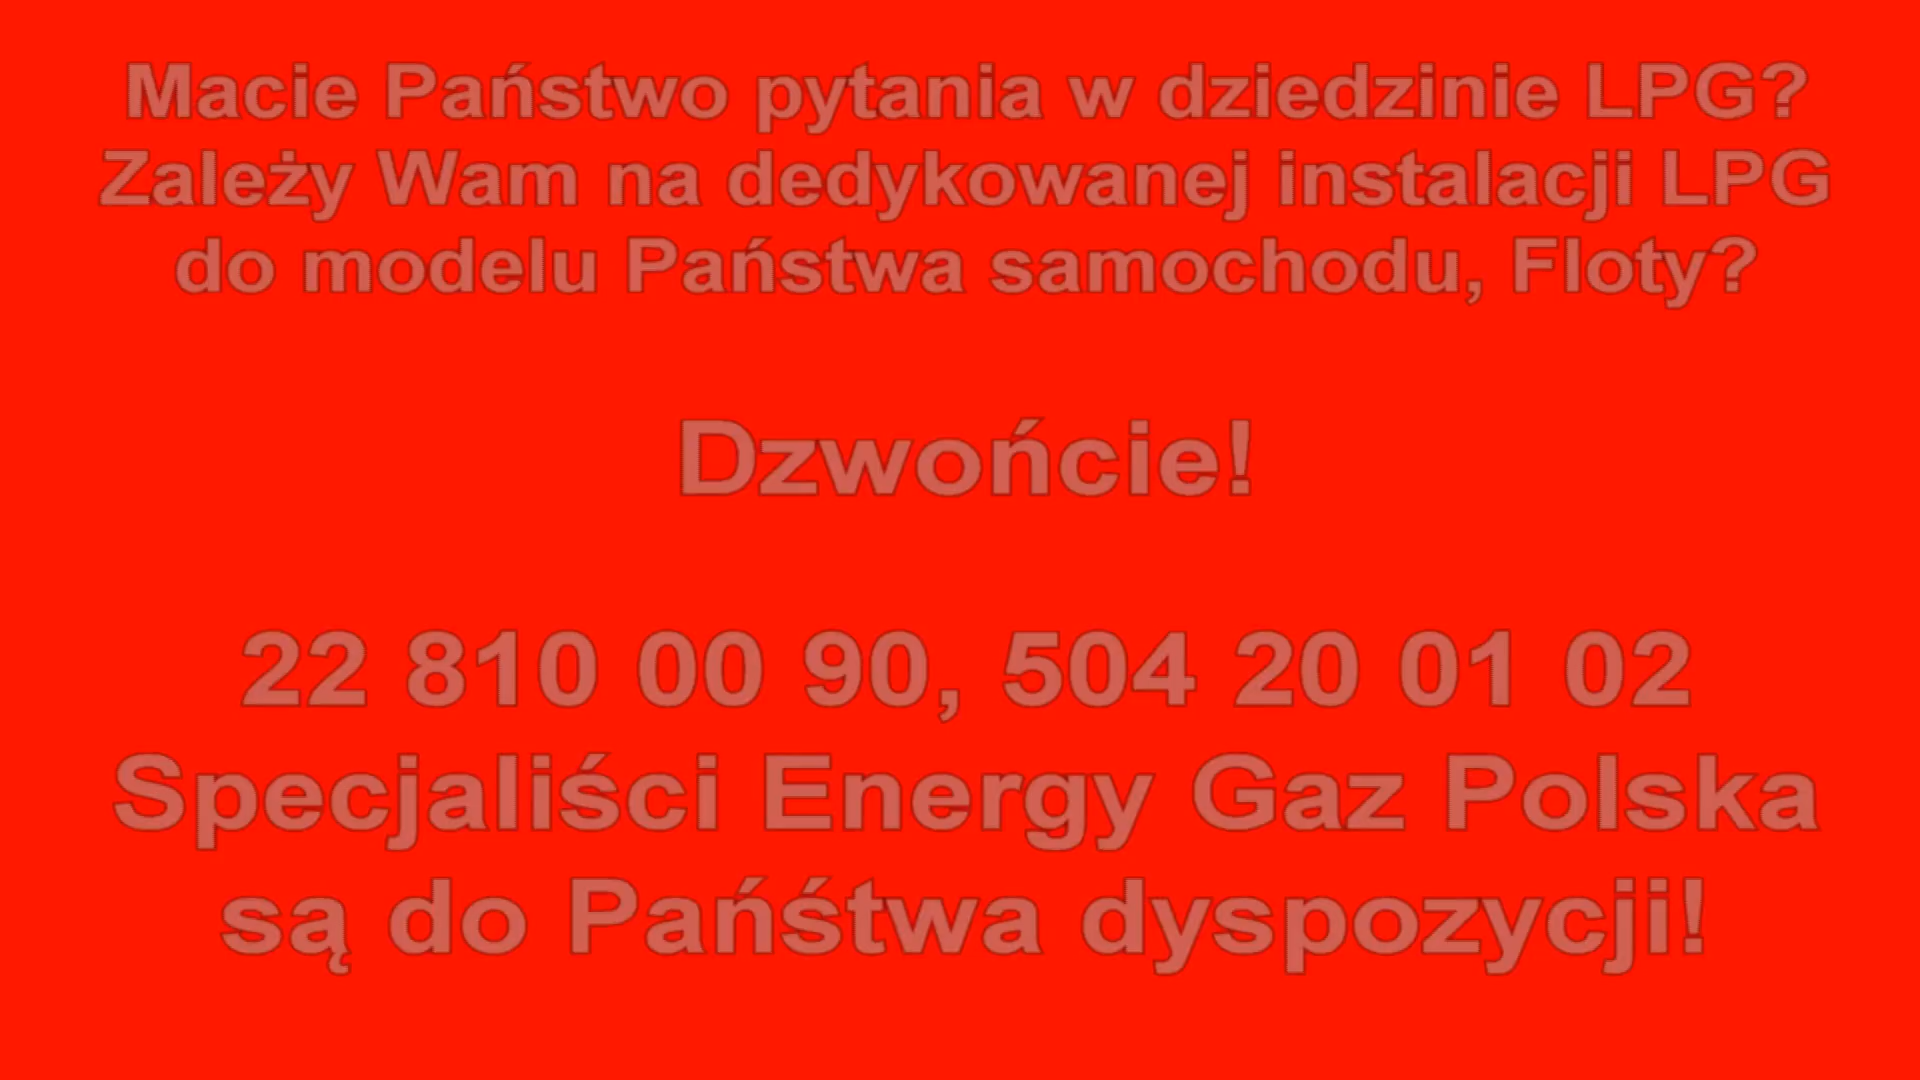 Macie Państwo pytania w dziedzinie LPG?
Zależy Wam na dedykowanej instalacji LPG
do modelu Państwa samochodu, Floty?
Dzwońcie!
22 810 00 90, 504 20 01 02
Specjaliści Energy Gaz Polska
są do Pańśtwa dyspozycji!